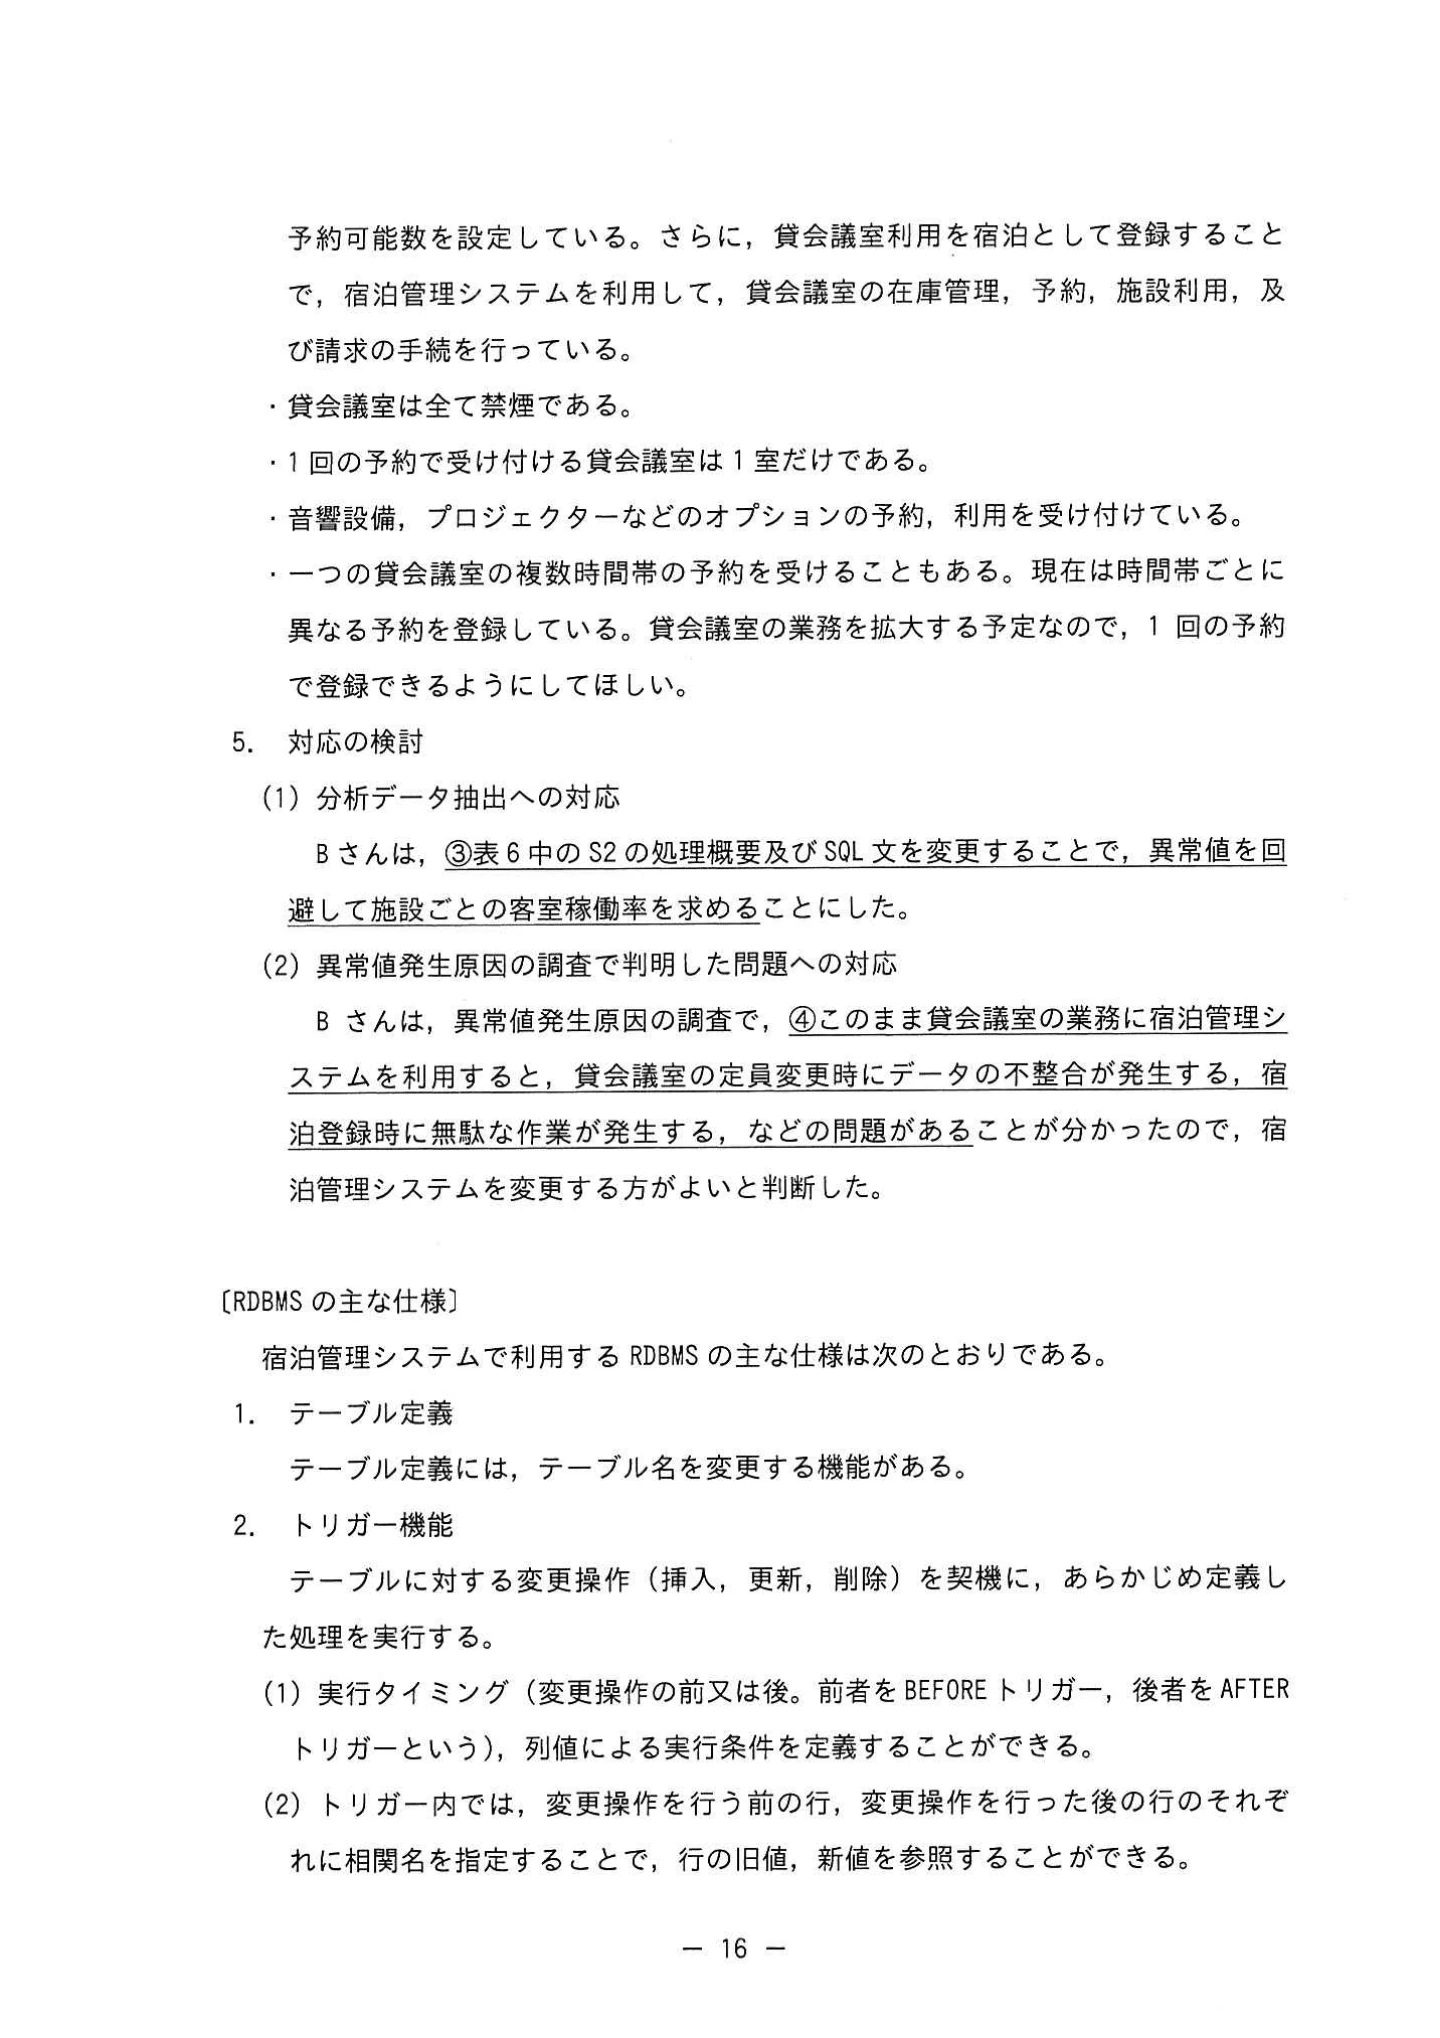 予約可能数を設定している。さらに，貸会議室利用を宿泊として登録すること
で，宿泊管理システムを利用して，貸会議室の在庫管理，予約，施設利用，及
び請求の手続を行っている。
・貸会議室は全て禁煙である。
・1回の予約で受け付ける貸会議室は1室だけである。
・音響設備，プロジェクターなどのオプションの予約，利用を受け付けている。
・一つの貸会議室の複数時間帯の予約を受けることもある。現在は時間帯ごとに
異なる予約を登録している。貸会議室の業務を拡大する予定なので，1 回の予約
で登録できるようにしてほしい。
5. 対応の検討
(1) 分析データ抽出への対応
Bさんは，③表6中のS2の処理概要及びSQL文を変更することで，異常値を回
避して施設ごとの客室稼働率を求めることにした。
(2) 異常値発生原因の調査で判明した問題への対応
B さんは，異常値発生原因の調査で，④このまま貸会議室の業務に宿泊管理シ
ステムを利用すると，貸会議室の定員変更時にデータの不整合が発生する，宿
泊登録時に無駄な作業が発生する，などの問題があることが分かったので，宿
泊管理システムを変更する方がよいと判断した。
〔RDBMSの主な仕様〕
宿泊管理システムで利用するRDBMSの主な仕様は次のとおりである。
1. テーブル定義
テーブル定義には，テーブル名を変更する機能がある。
2. トリガー機能
テーブルに対する変更操作（挿入，更新，削除）を契機に，あらかじめ定義し
た処理を実行する。
(1) 実行タイミング（変更操作の前又は後。前者をBEFOREトリガー，後者をAFTER
トリガーという），列値による実行条件を定義することができる。
(2) トリガー内では，変更操作を行う前の行，変更操作を行った後の行のそれぞ
れに相関名を指定することで，行の旧値，新値を参照することができる。
－ 16 －